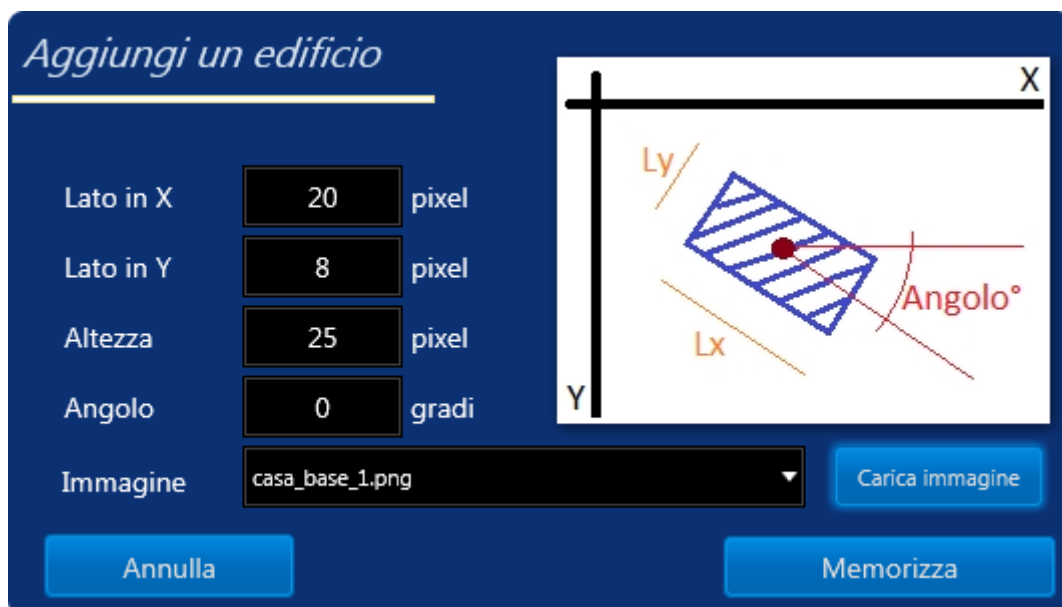 Aggiungi un edificio
X
Ly
Lato in X 20 pixel
Lato in Y 8 pixel
Angolo°
Altezza 25 pixel
Lx
Y
Angolo 0 gradi
Immagine casa_base_1.png Carica immagine
Annulla Memorizza